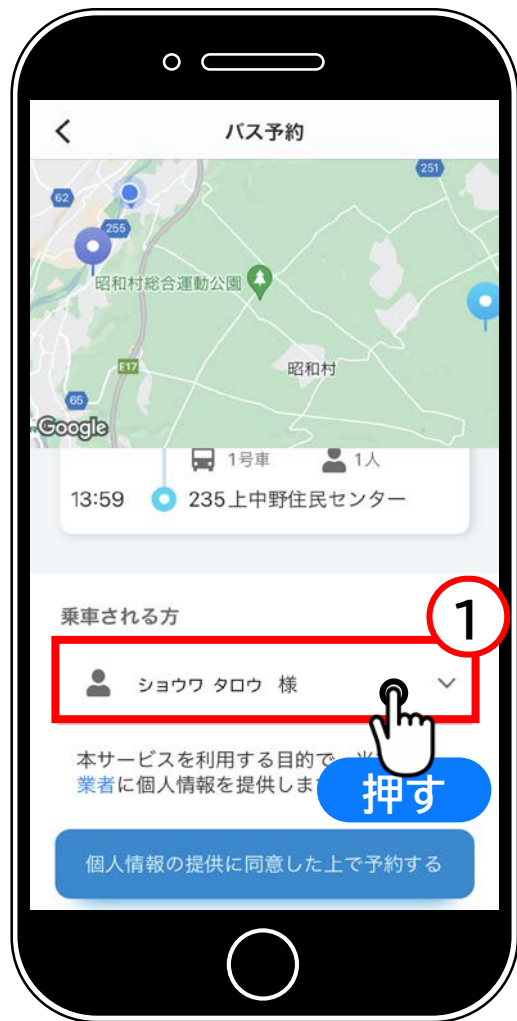 バス予約
251
62
255
昭和村総合運動公園
E17
昭和村
65
Google
1号車 1人
13:59 235上中野住民センター
乗車される方
1
ショウワ タロウ 様
本サービスを利用する目的で、
業者に個人情報を提供しま
押す
個人情報の提供に同意した上で予約する